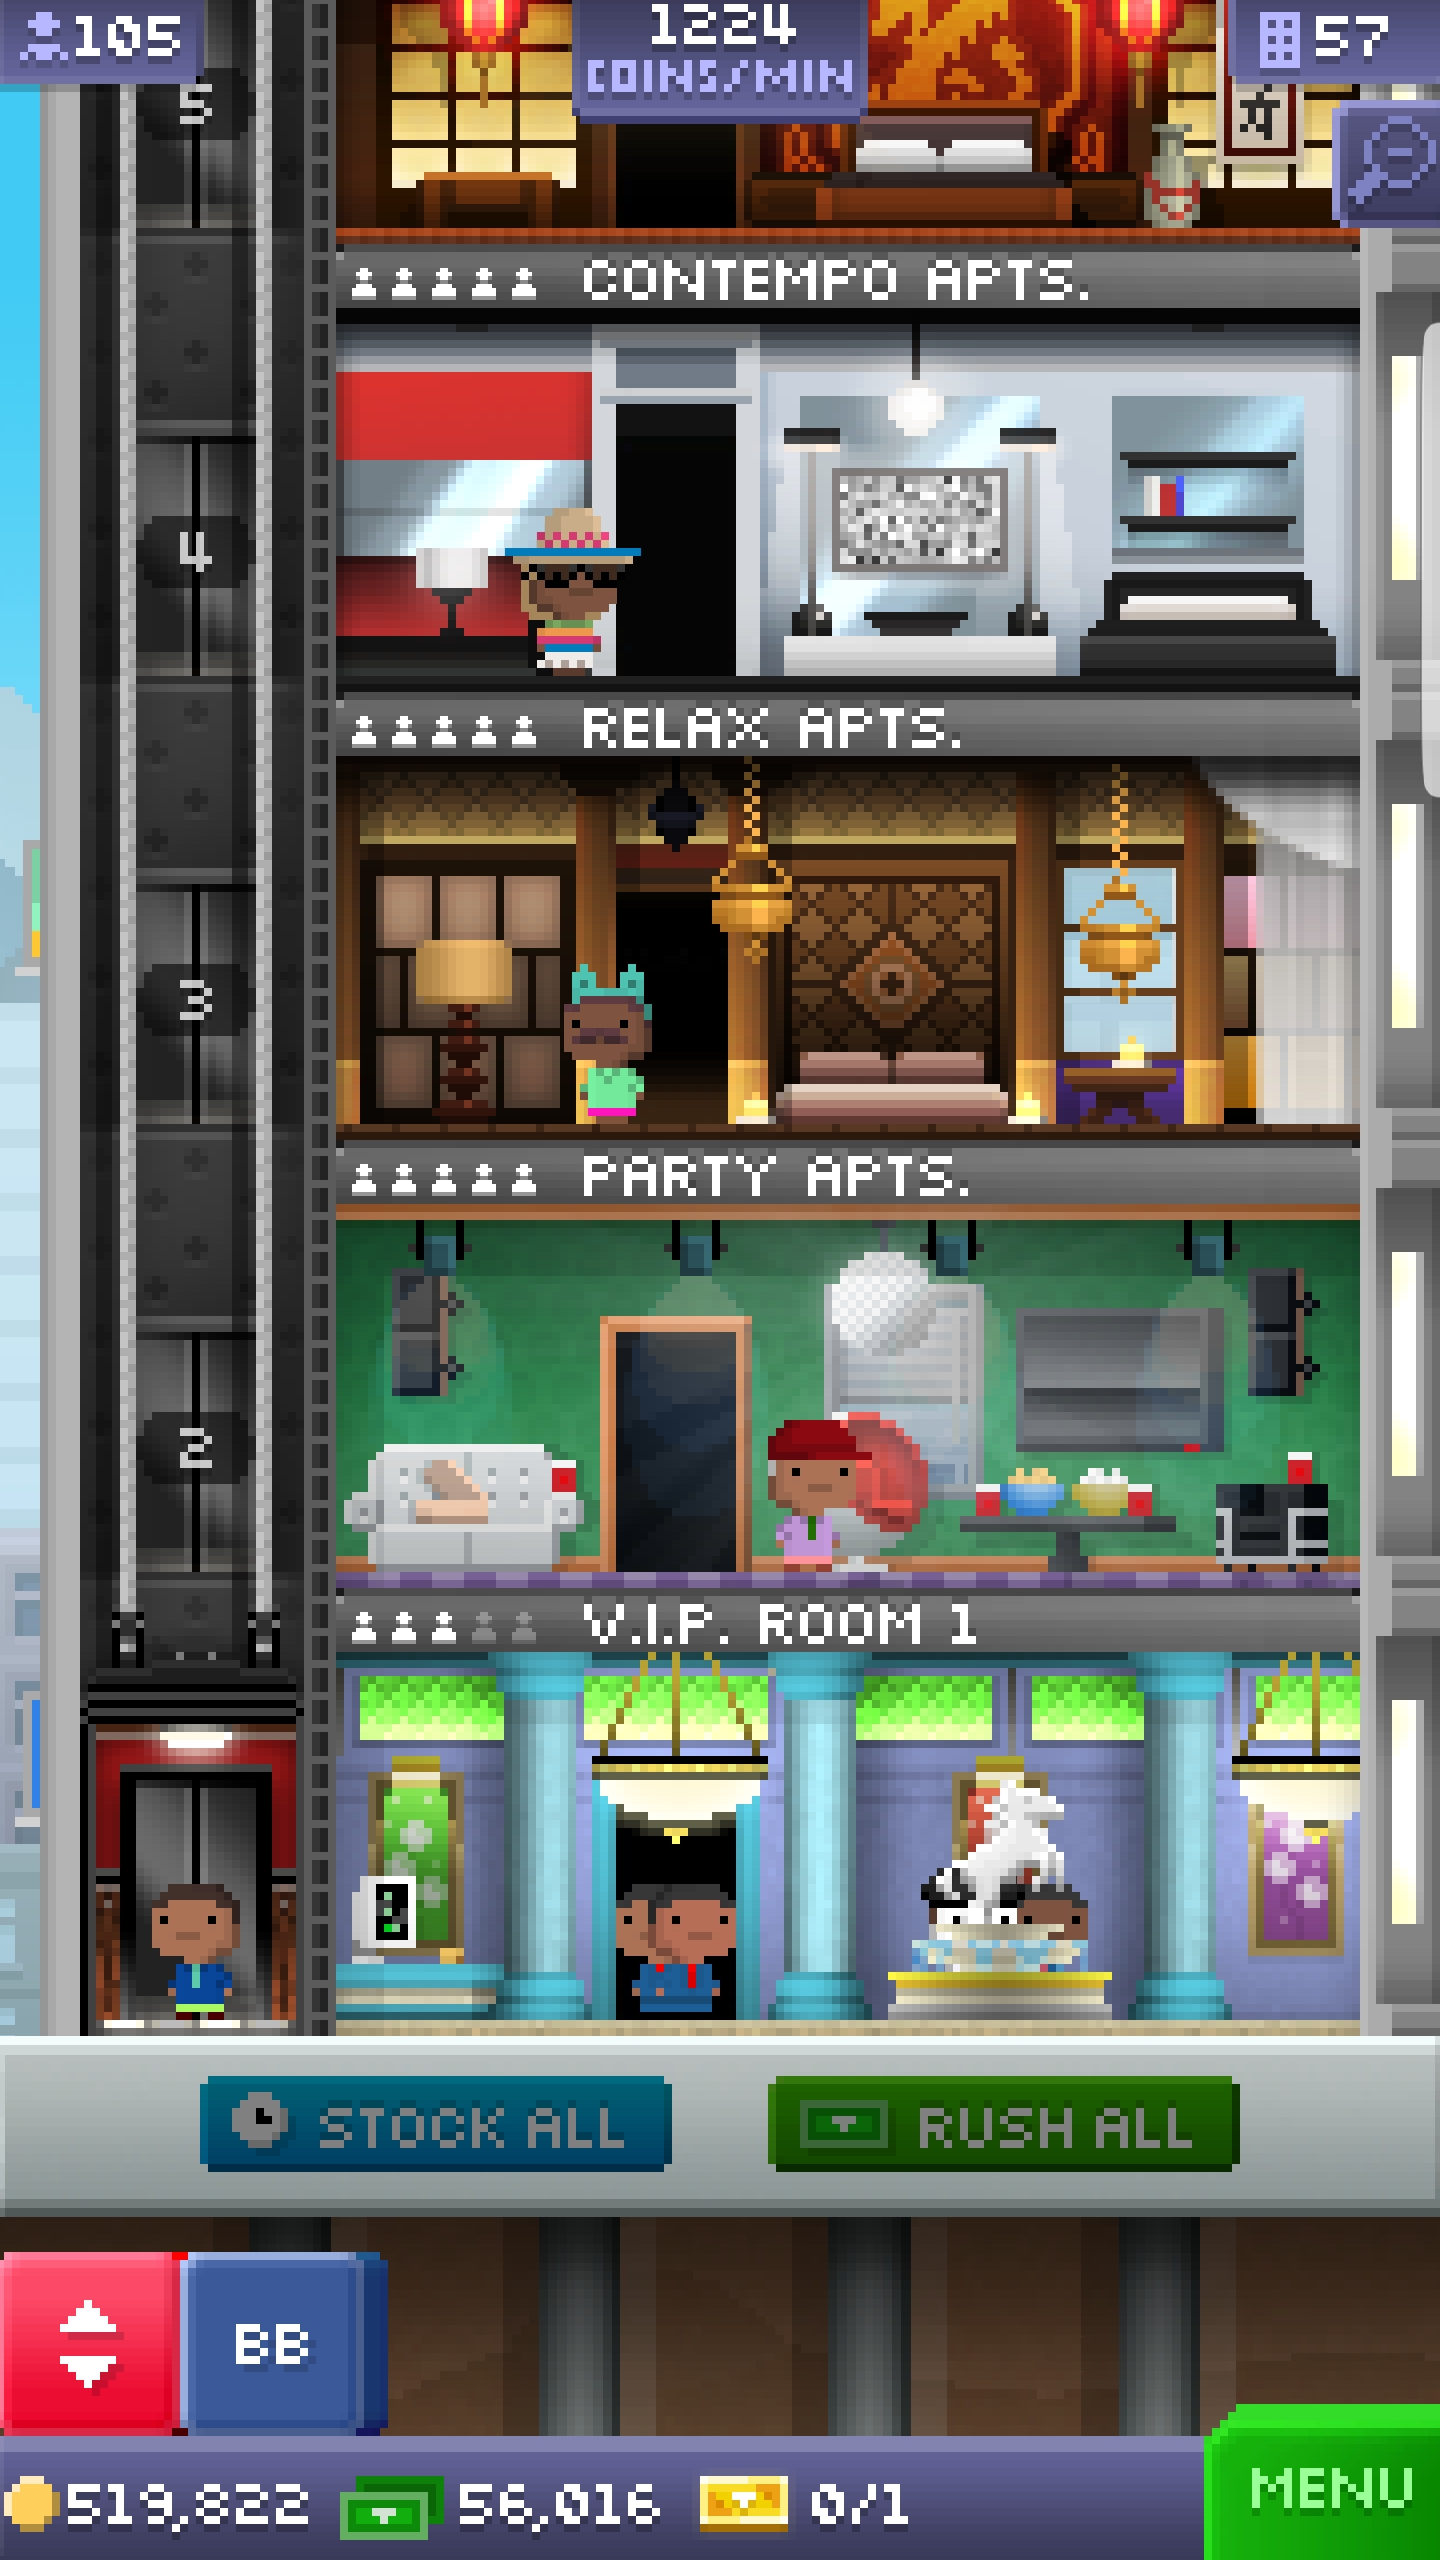 105
1224
COINS/MIN
57
5
CONTEMPO APTS.
4
RELAX APTS.
3
PARTY APTS.
2
V.I.P. ROOM 1
STOCK ALL
RUSH ALL
BB
519,822
56,016
0/1
MENU